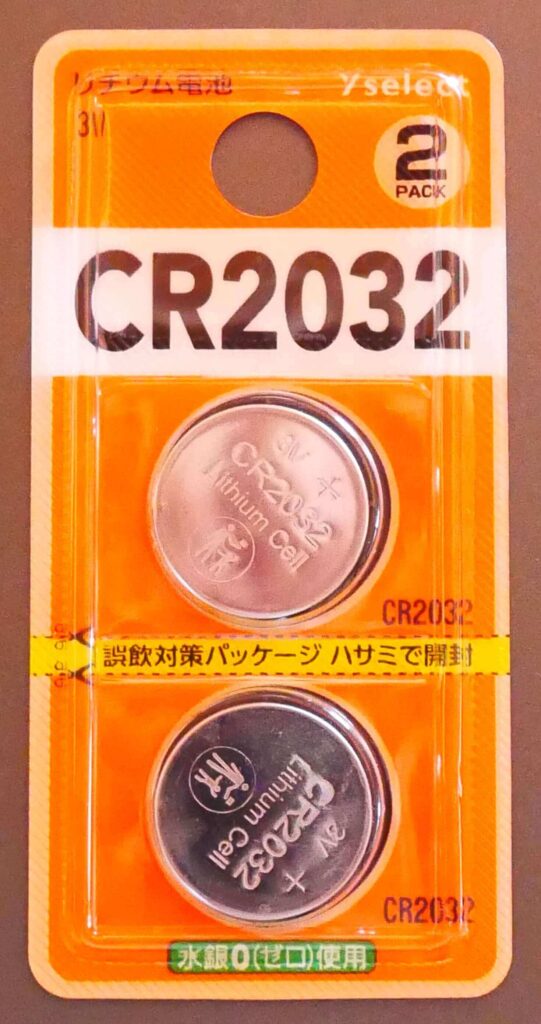 リチウム電池
Yselect
3V
2
PACK
CR2032
3V
+
CR2032
Lithium Cell
CR2032
誤飲対策パッケージ ハサミで開封
3V
+
CR2032
Lithium Cell
CR2032
水銀0(ゼロ)使用